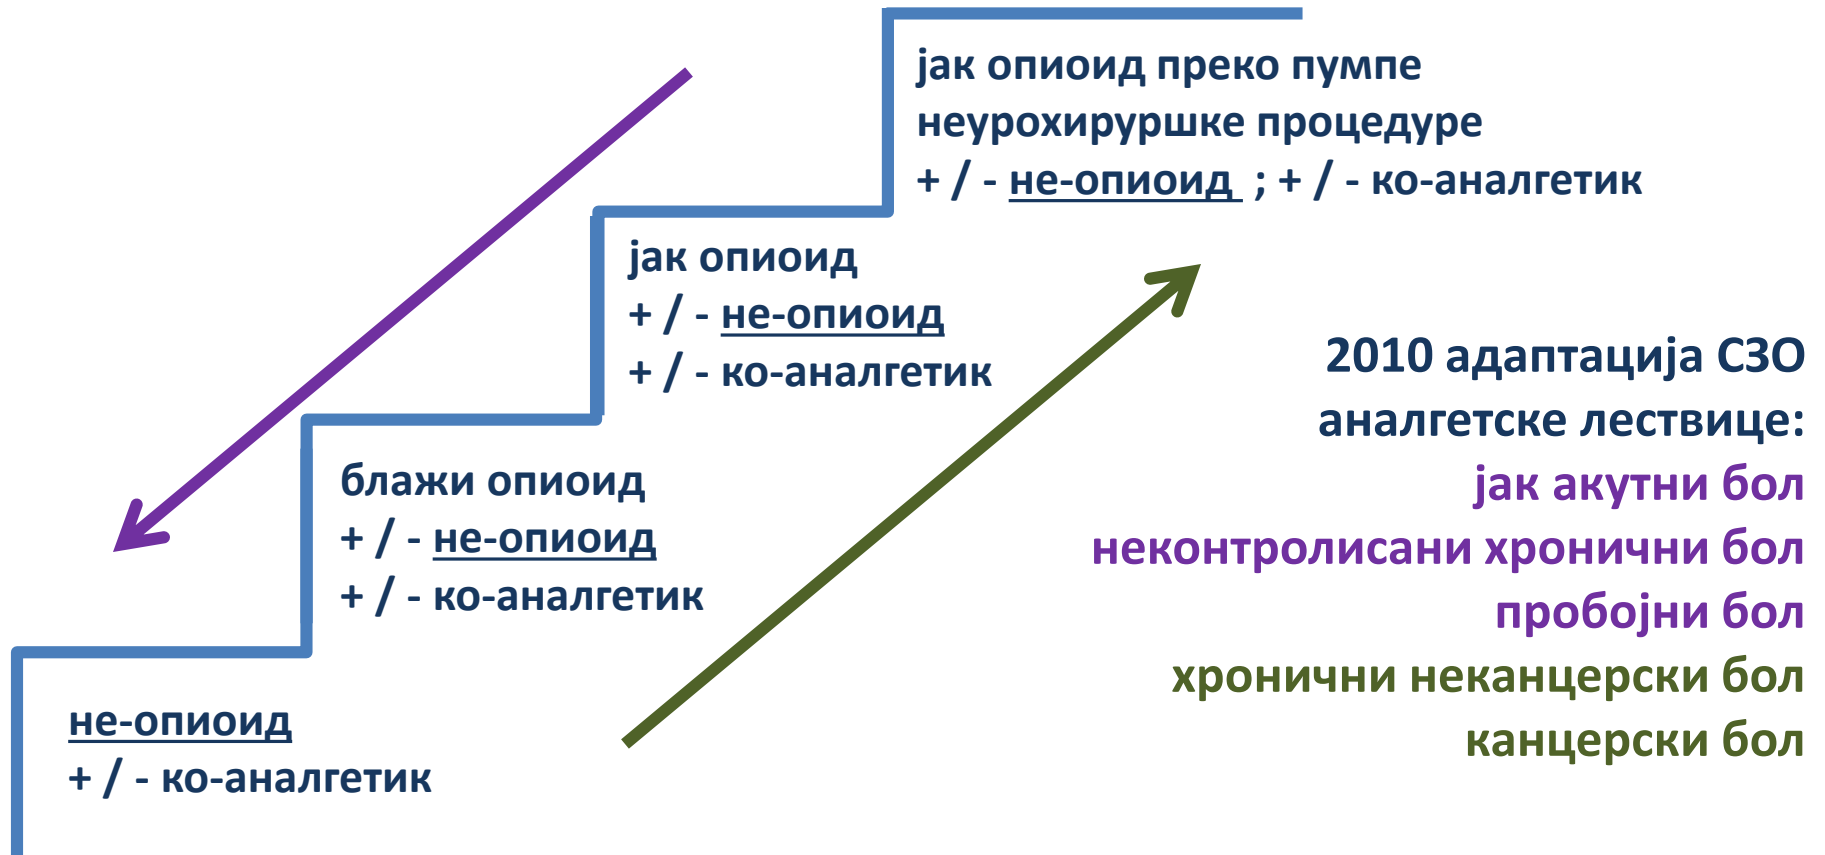 јак опиоид преко пумпе
неурохируршке процедуре
+ / - не-опиоид ; + / - ко-аналгетик
јак опиоид
+ / - не-опиоид
+ / - ко-аналгетик
блажи опиоид
+ / - не-опиоид
+ / - ко-аналгетик
не-опиоид
+ / - ко-аналгетик
2010 адаптација СЗО
аналгетске лествице:
јак акутни бол
неконтролисани хронични бол
пробојни бол
хронични неканцерски бол
канцерски бол